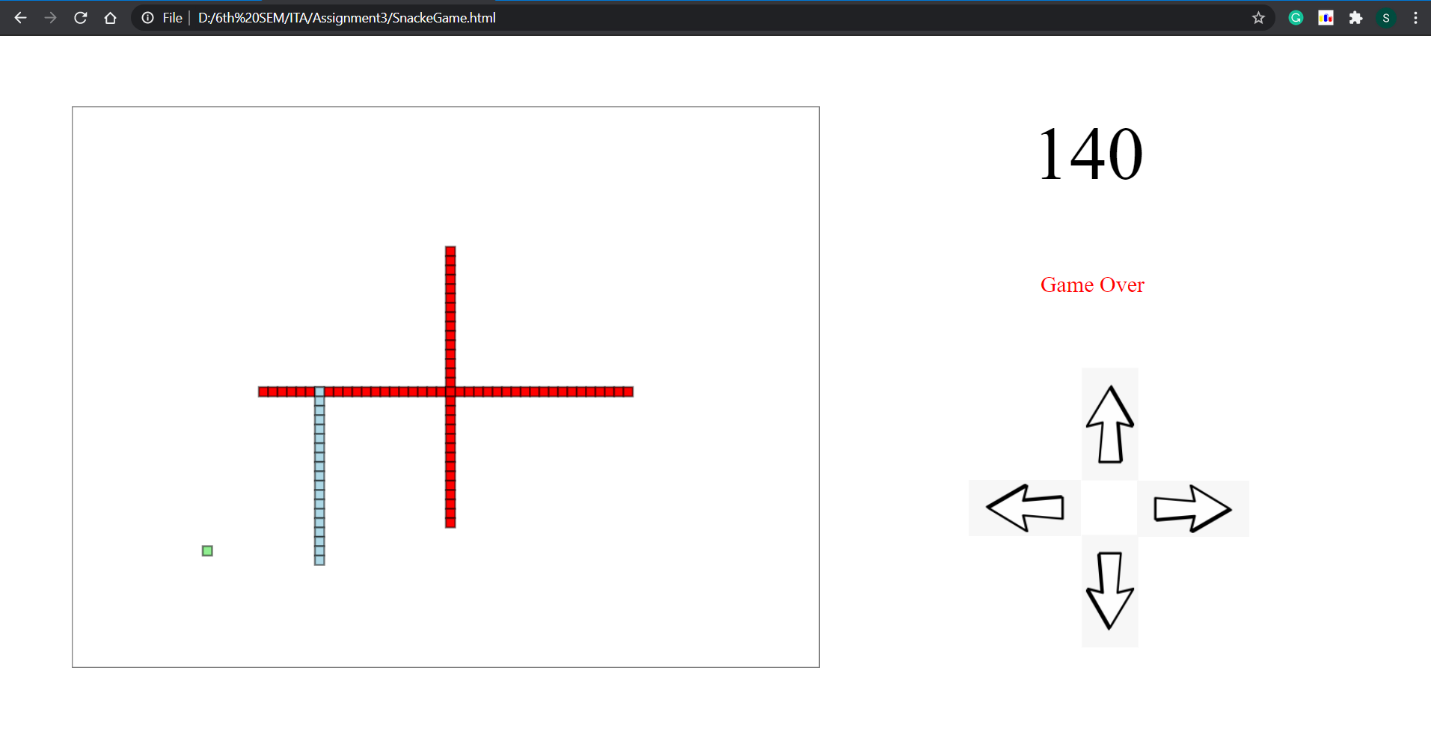 File
D:/6th%20SEM/ITA/Assignment3/SnackeGame.html
S
140
Game Over